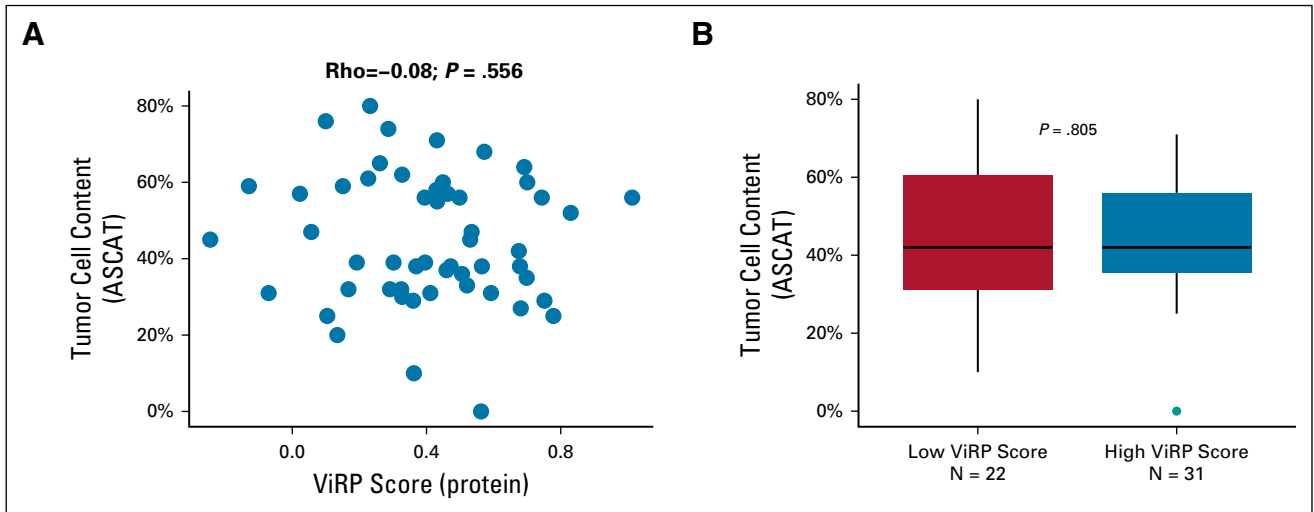 A
Rho=−0.08; P = .556
Tumor Cell Content
(ASCAT)
80%
60%
40%
20%
0%
0.0
0.4
0.8
ViRP Score (protein)
B
P = .805
Tumor Cell Content
(ASCAT)
80%
60%
40%
20%
0%
Low ViRP Score
N = 22
High ViRP Score
N = 31